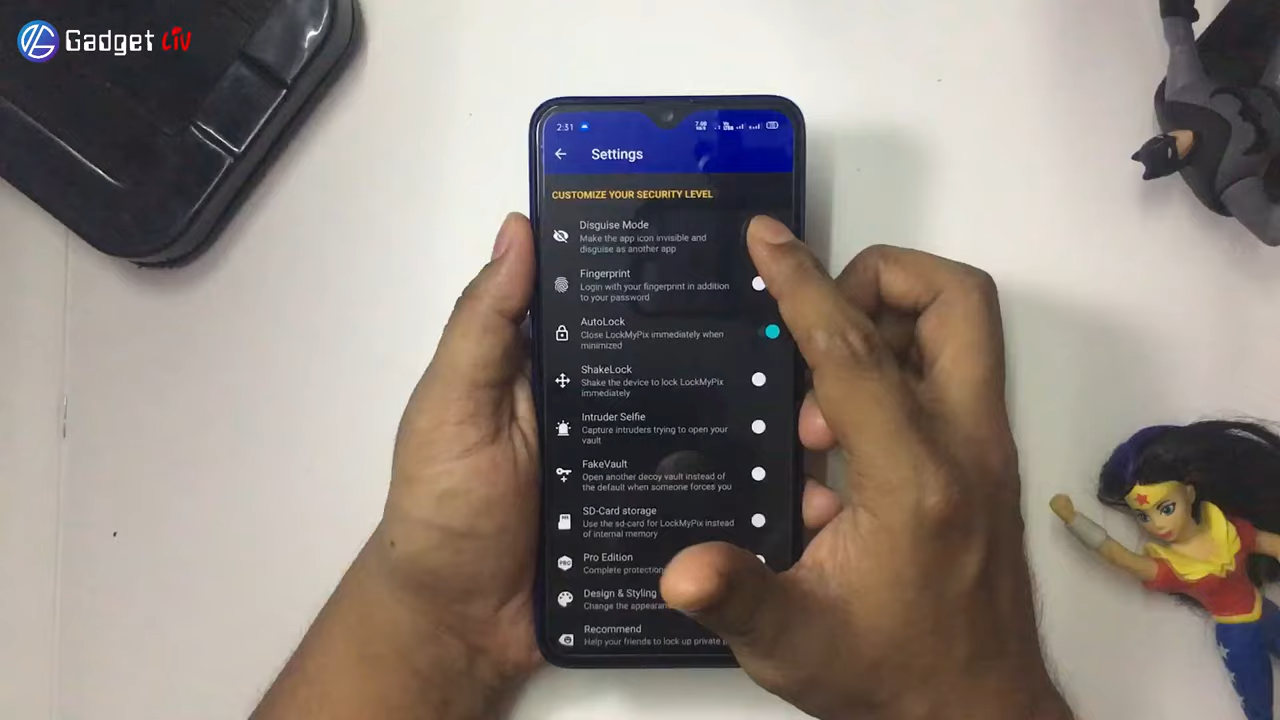 Gadget Liv
2:31
Settings
CUSTOMIZE YOUR SECURITY LEVEL
Disguise Mode
Make the app icon invisible and
disguise as another app
Fingerprint
Login with your fingerprint in addition
to your password
AutoLock
Close LockMyPix immediately when
minimized
ShakeLock
Shake the device to lock LockMyPix
immediately
Intruder Selfie
Capture intruders trying to open your
vault
FakeVault
Open another decoy vault instead of
the default when someone forces you
SD-Card storage
Use the sd-card for LockMyPix instead
of internal memory
PRO
Pro Edition
Complete protection
Design & Styling
Change the
Recommend
Help your friends to lock up private